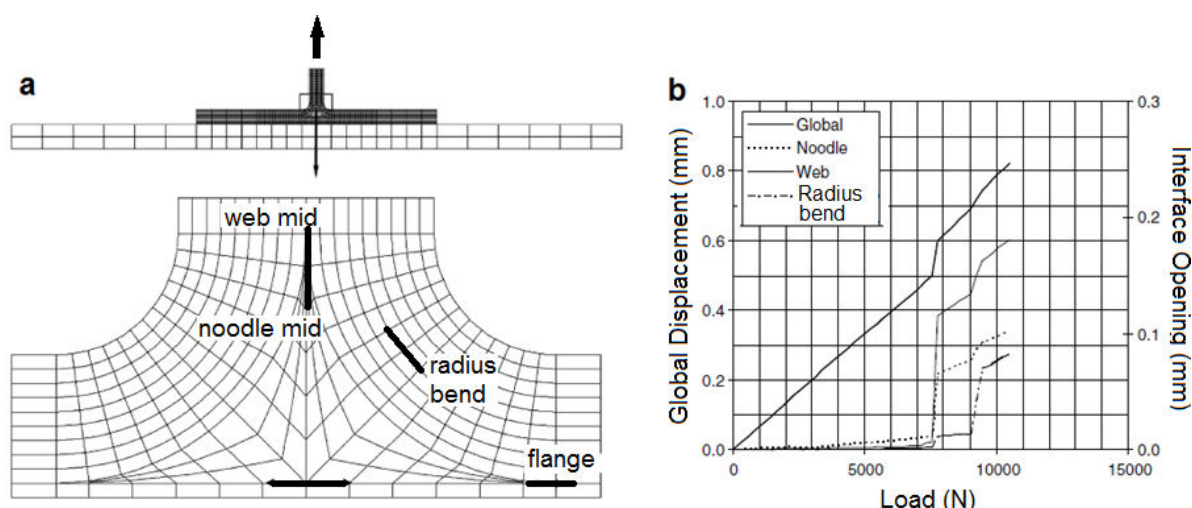 a
web mid
noodle mid
radius
bend
flange
b
Global Displacement (mm)
1.0
0.8
0.6
0.4
0.2
0.0
Global
Noodle
Web
Radius
bend
0.3
0.2
0.1
0.0
Interface Opening (mm)
0
5000
10000
15000
Load (N)